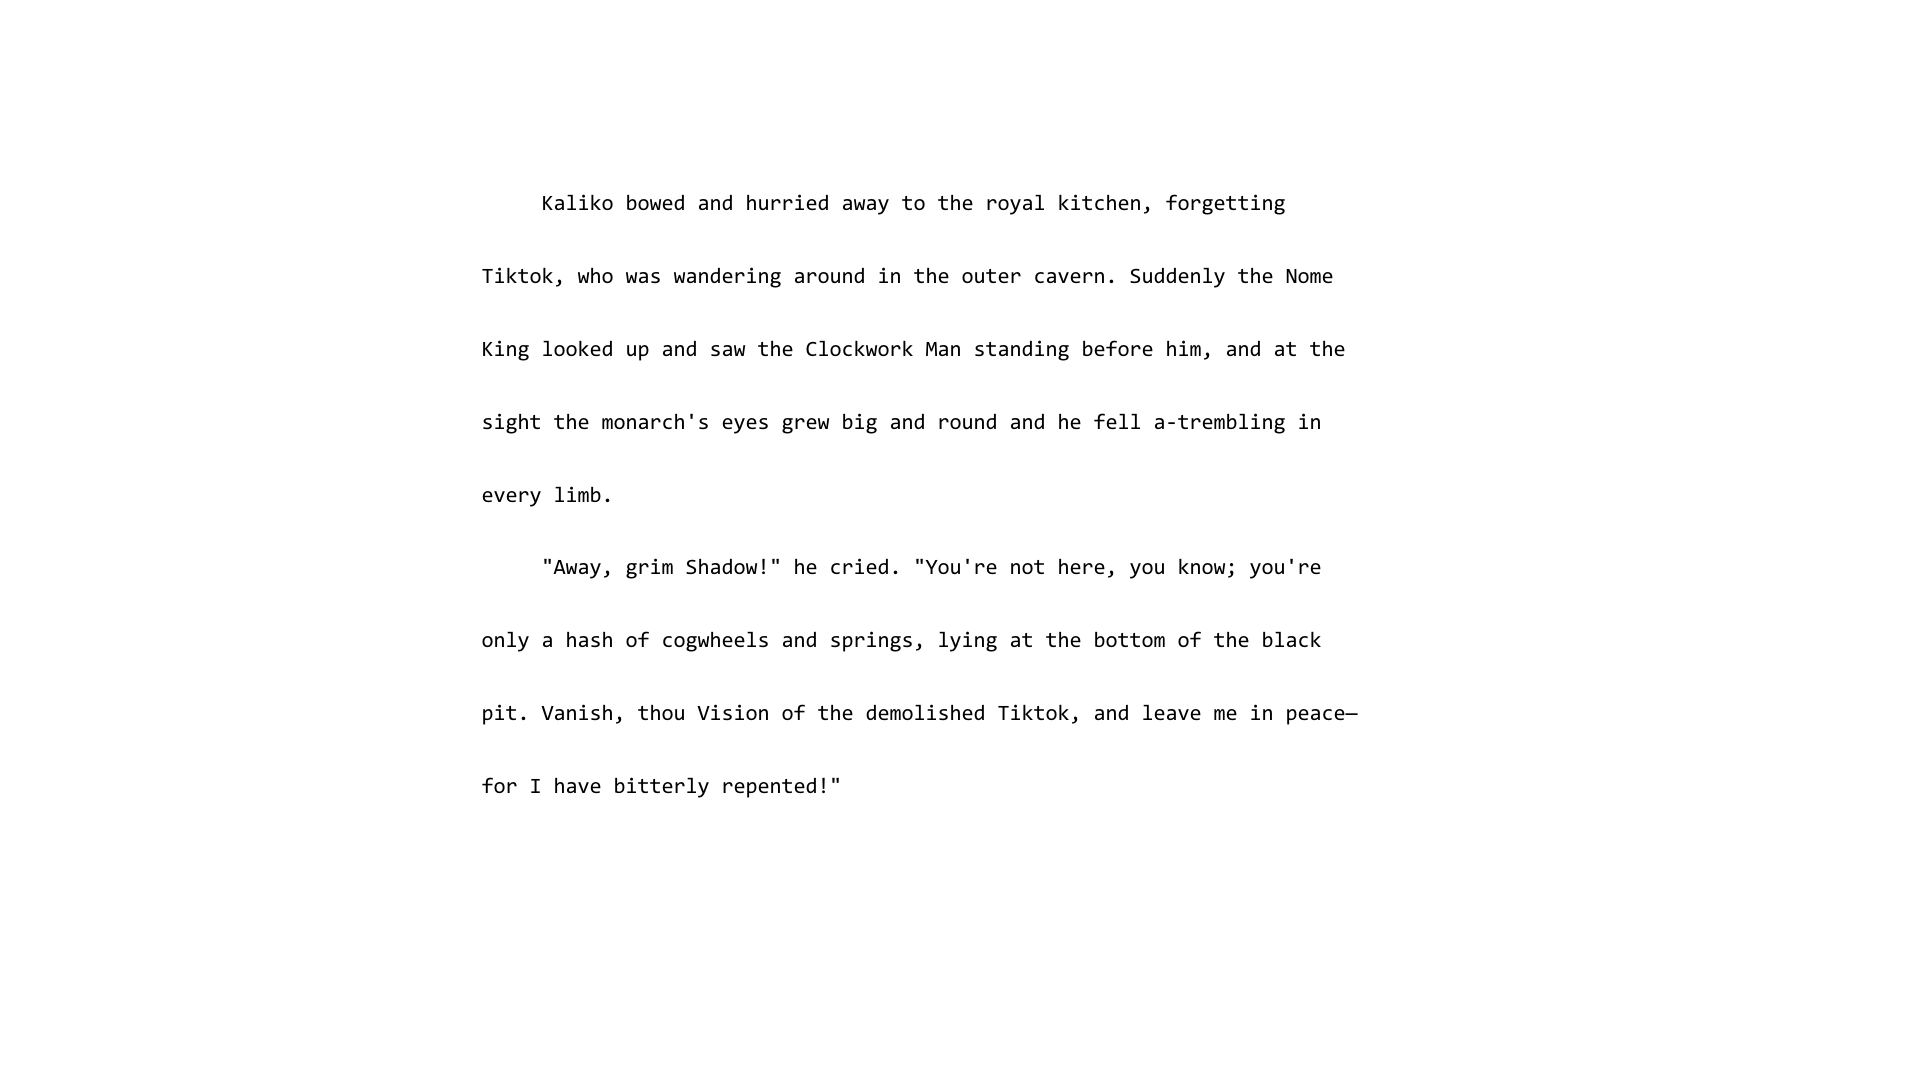 Kaliko bowed and hurried away to the royal kitchen, forgetting
Tiktok, who was wandering around in the outer cavern. Suddenly the Nome
King looked up and saw the Clockwork Man standing before him, and at the
sight the monarch's eyes grew big and round and he fell a-trembling in
every limb.
"Away, grim Shadow!" he cried. "You're not here, you know; you're
only a hash of cogwheels and springs, lying at the bottom of the black
pit. Vanish, thou Vision of the demolished Tiktok, and leave me in peace—
for I have bitterly repented!"